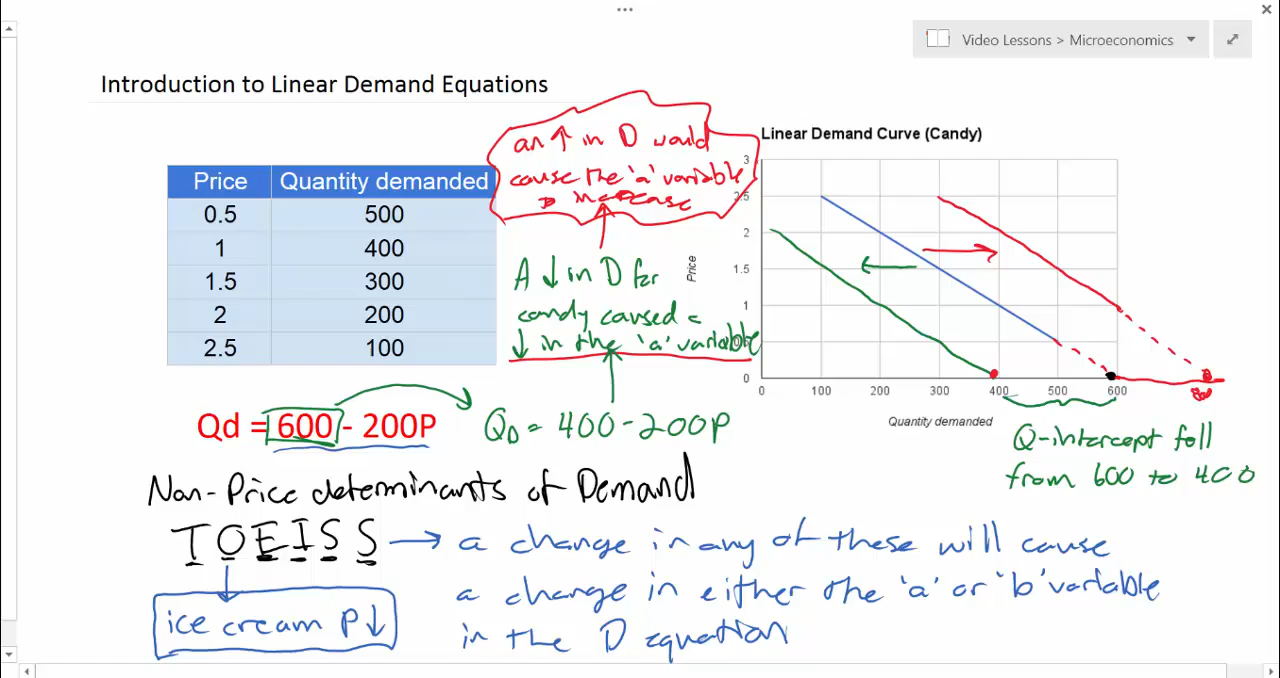 Video Lessons > Microeconomics
Introduction to Linear Demand Equations
an ↑ in D would
cause the 'a' variable
increase
Price Quantity demanded
0.5 500
1 400
1.5 300
2 200
2.5 100
A ↓ in D for
candy caused a
↓ in the 'a' variable
Linear Demand Curve (Candy)
3
2.5
2
1.5
1
0
Price
0 100 200 300 400 500 600
Quantity demanded
Qd = 600 - 200P
QD = 400 - 200P
Q-intercept fell
from 600 to 400
Non-Price determinants of Demand
TOEISS → a change in any of these will cause
a change in either the 'a' or 'b' variable
in the D equation
ice cream P↓